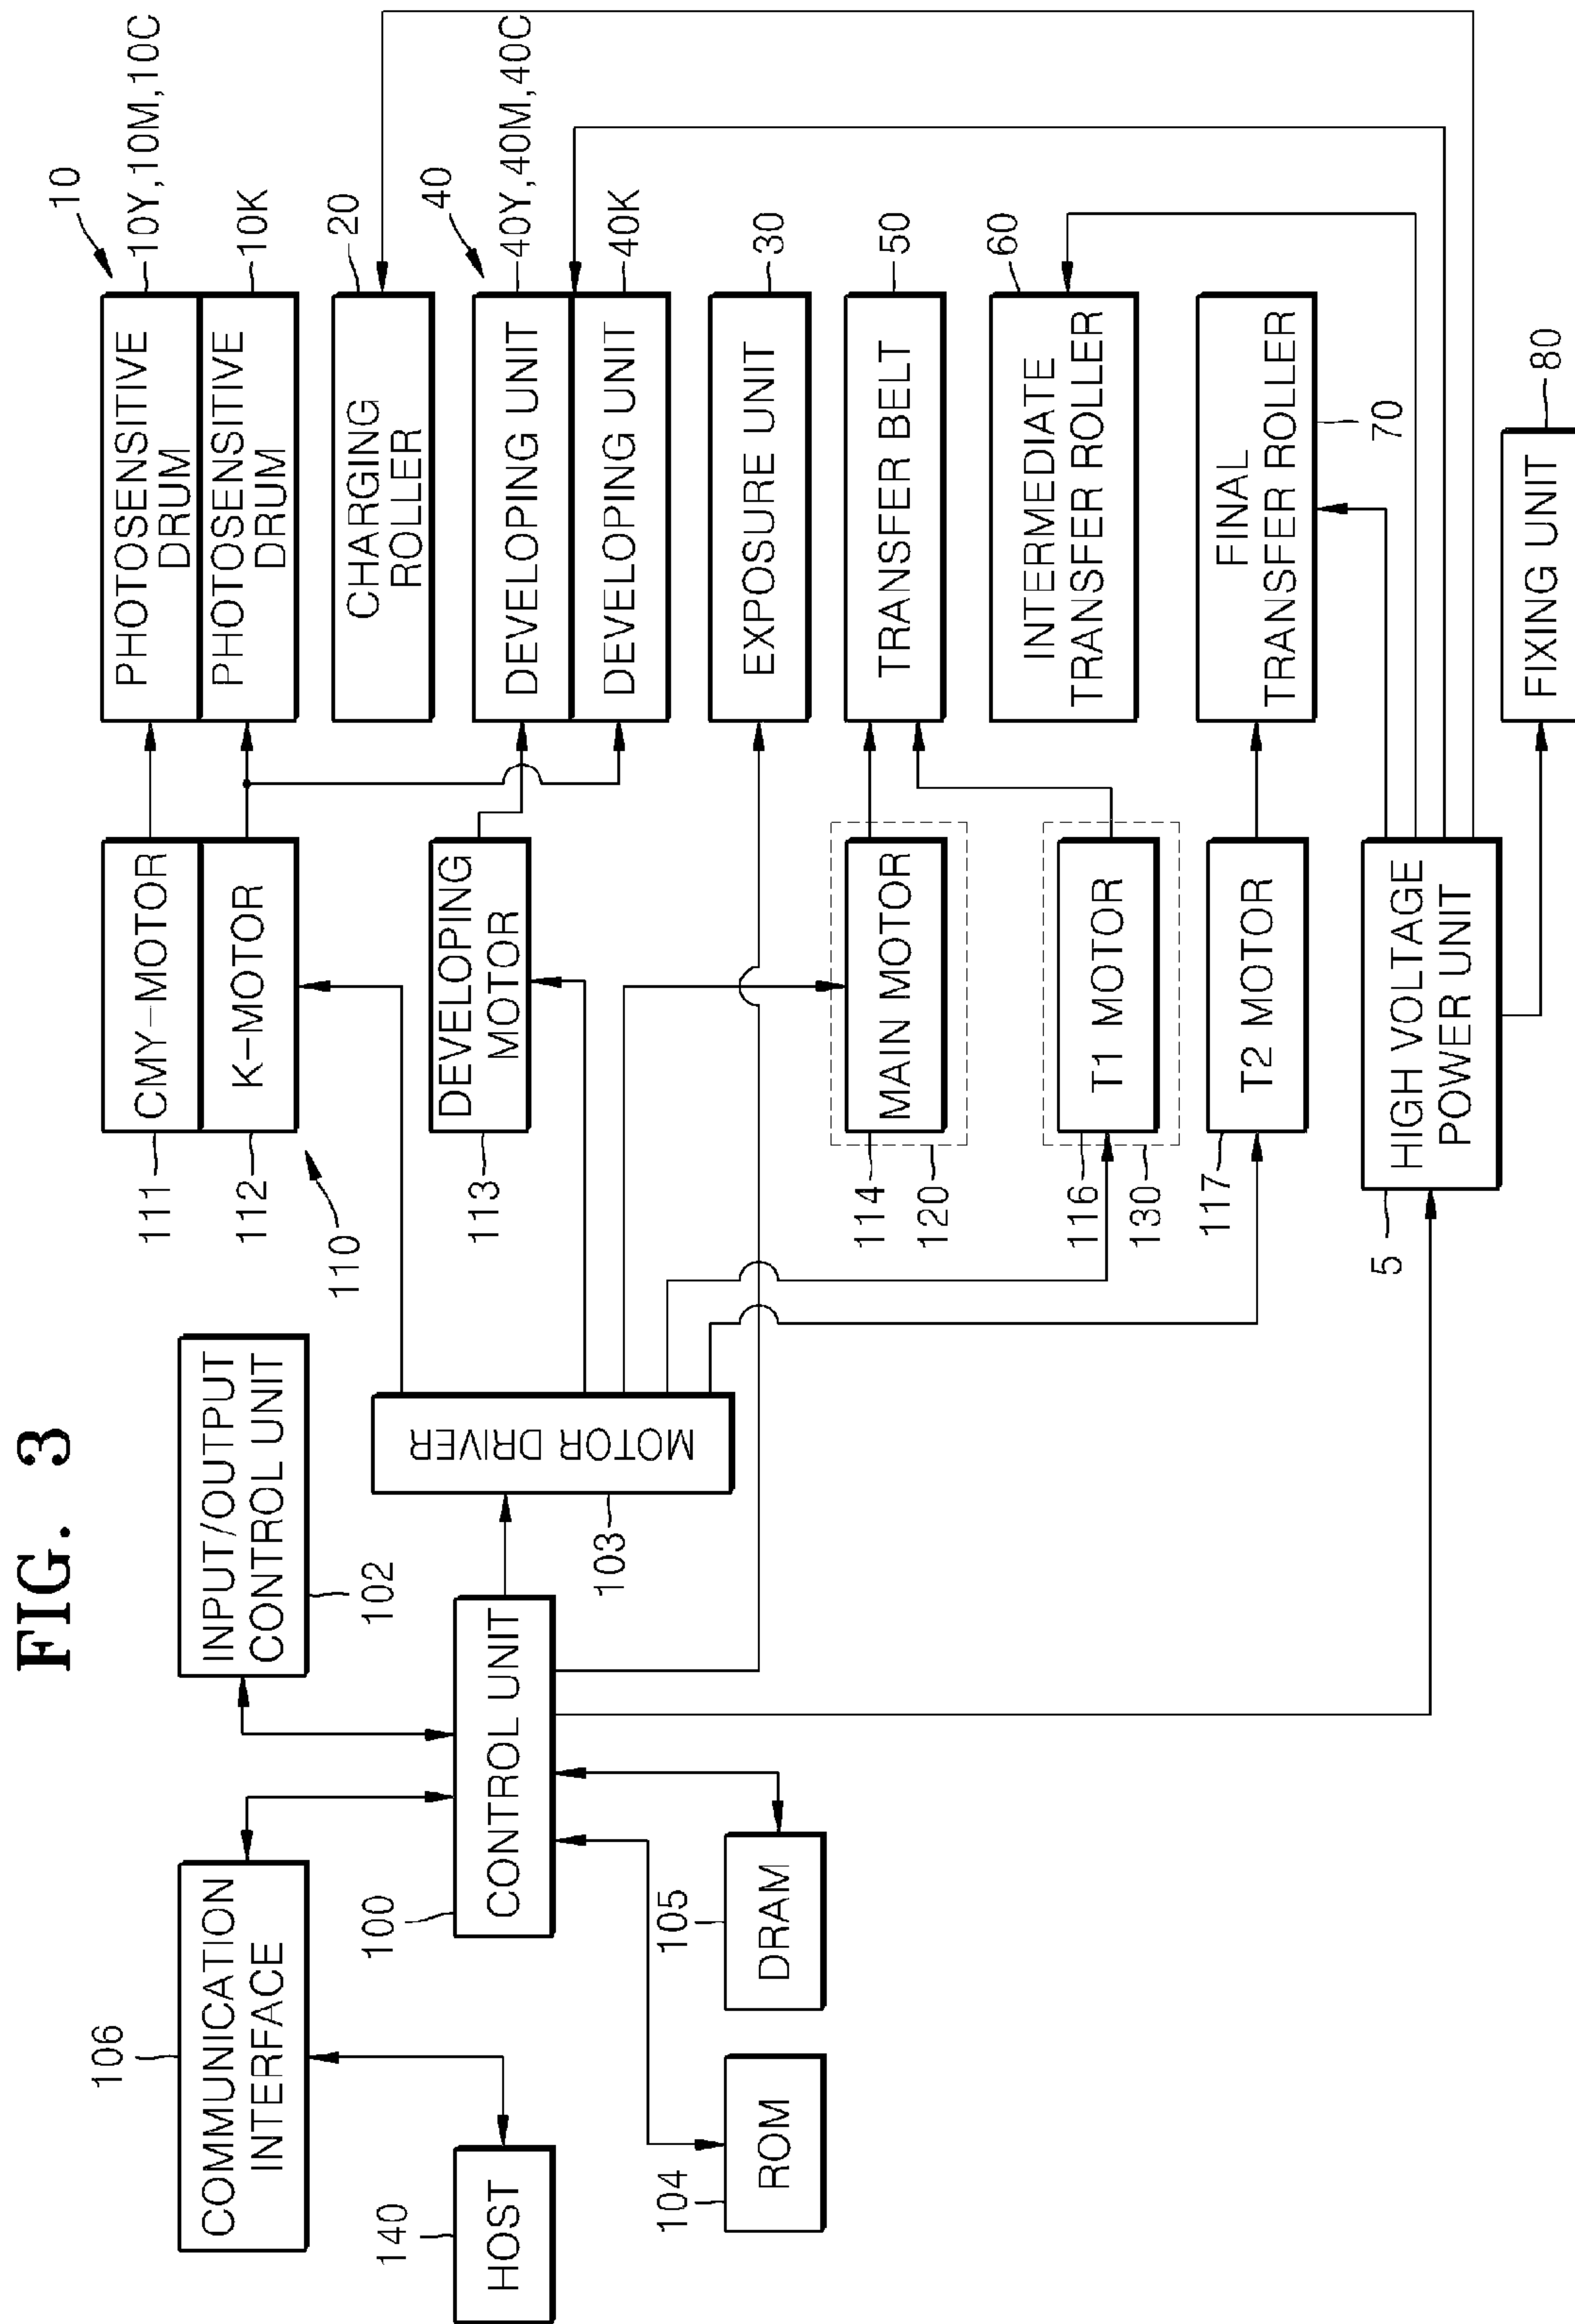 FIG. 3
106
COMMUNICATION
INTERFACE
140
HOST
INPUT/OUTPUT
CONTROL UNIT
102
100
CONTROL UNIT
104
ROM
105
DRAM
MOTOR DRIVER
103
111
CMY-MOTOR
112
K-MOTOR
110
113
DEVELOPING
MOTOR
114
MAIN MOTOR
120
116
T1 MOTOR
130
117
T2 MOTOR
5
HIGH VOLTAGE
POWER UNIT
10
PHOTOSENSITIVE
DRUM
10Y,10M,10C
PHOTOSENSITIVE
DRUM
10K
CHARGING
ROLLER
20
40
DEVELOPING UNIT
40Y,40M,40C
DEVELOPING UNIT
40K
EXPOSURE UNIT
30
TRANSFER BELT
50
INTERMEDIATE
TRANSFER ROLLER
60
FINAL
TRANSFER ROLLER
70
FIXING UNIT
80